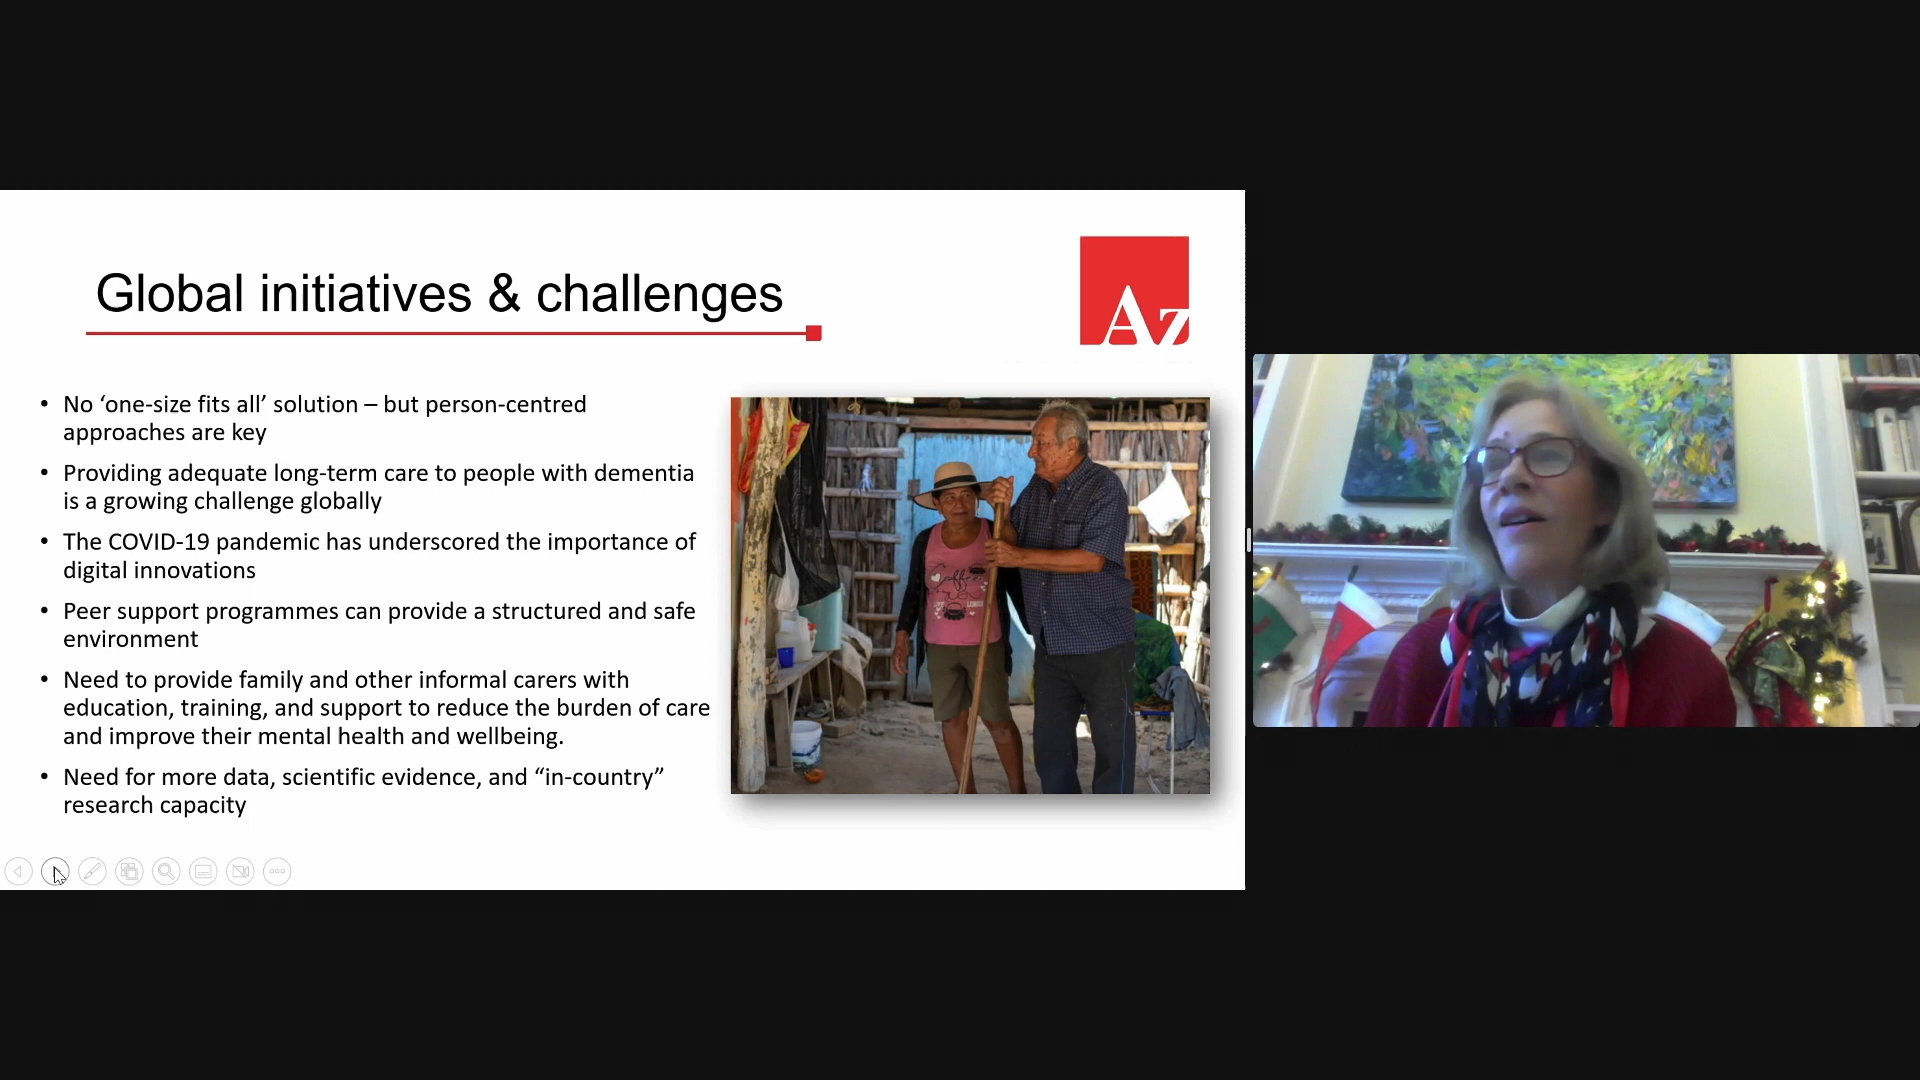 Global initiatives & challenges
Az
• No ‘one-size fits all’ solution – but person-centred
approaches are key
• Providing adequate long-term care to people with dementia
is a growing challenge globally
• The COVID-19 pandemic has underscored the importance of
digital innovations
• Peer support programmes can provide a structured and safe
environment
• Need to provide family and other informal carers with
education, training, and support to reduce the burden of care
and improve their mental health and wellbeing.
• Need for more data, scientific evidence, and “in-country”
research capacity